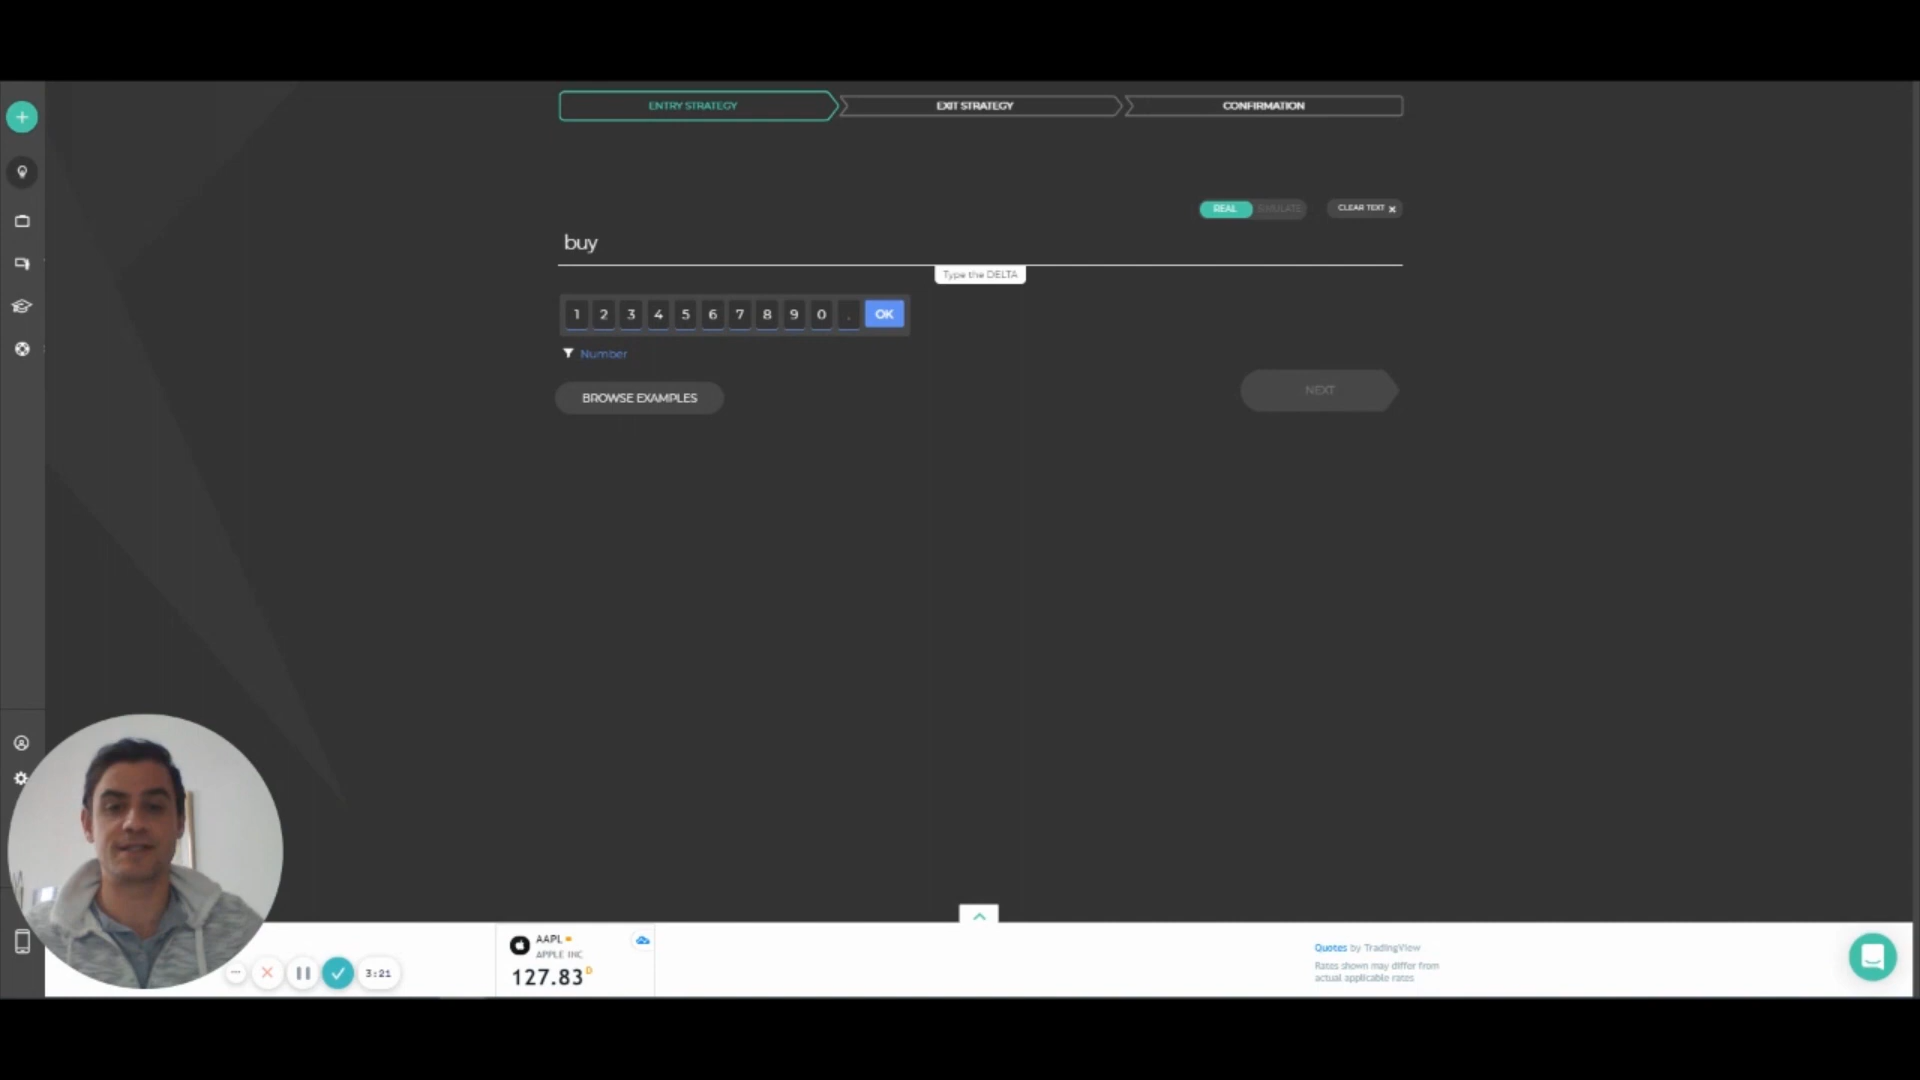 ENTRY STRATEGY
EXIT STRATEGY
CONFIRMATION
REAL
SIMULATE
CLEAR TEXT x
buy
Type the DELTA
1 2 3 4 5 6 7 8 9 0 . OK
Number
BROWSE EXAMPLES
NEXT
AAPL
APPLE INC
127.83 D
Quotes by TradingView
Rates shown may differ from
actual applicable rates
3:21